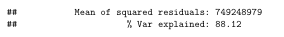 ## Mean of squared residuals: 749248979
## % Var explained: 88.12